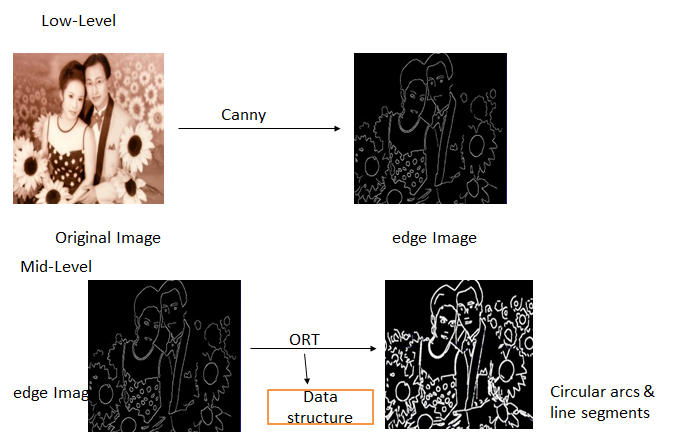 Low-Level
Canny
Original Image
edge Image
Mid-Level
ORT
edge Imag
Data
structure
Circular arcs &
line segments